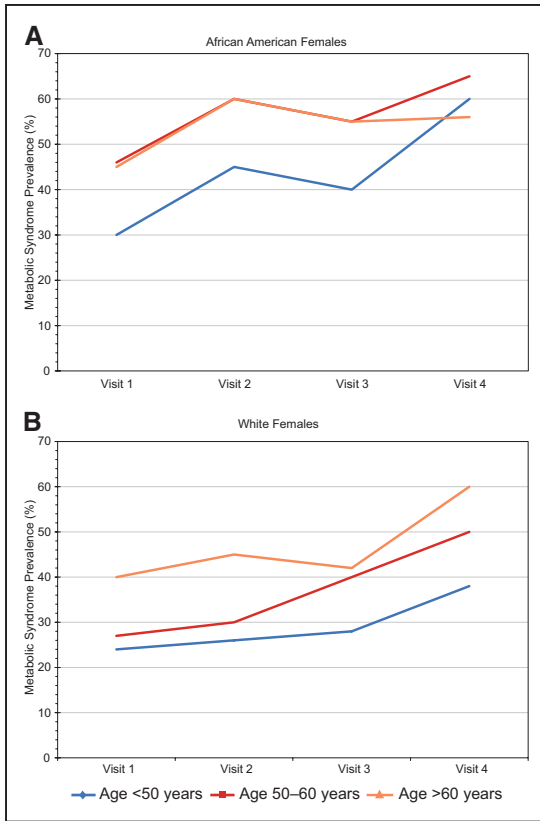 A
African American Females
Metabolic Syndrome Prevalence (%)
70
60
50
40
30
20
10
0
Visit 1 Visit 2 Visit 3 Visit 4
B
White Females
Metabolic Syndrome Prevalence (%)
70
60
50
40
30
20
10
0
Visit 1 Visit 2 Visit 3 Visit 4
Age <50 years Age 50–60 years Age >60 years